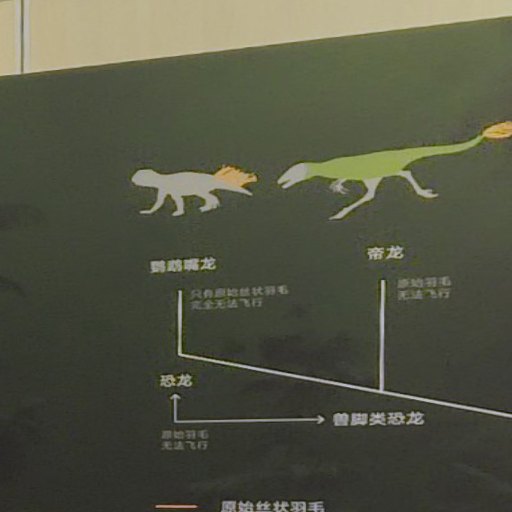 鹦鹉嘴龙
帝龙
只有原始丝状羽毛
完全无法飞行
原始羽毛
无法飞行
恐龙
兽脚类恐龙
原始羽毛
无法飞行
原始丝状羽毛